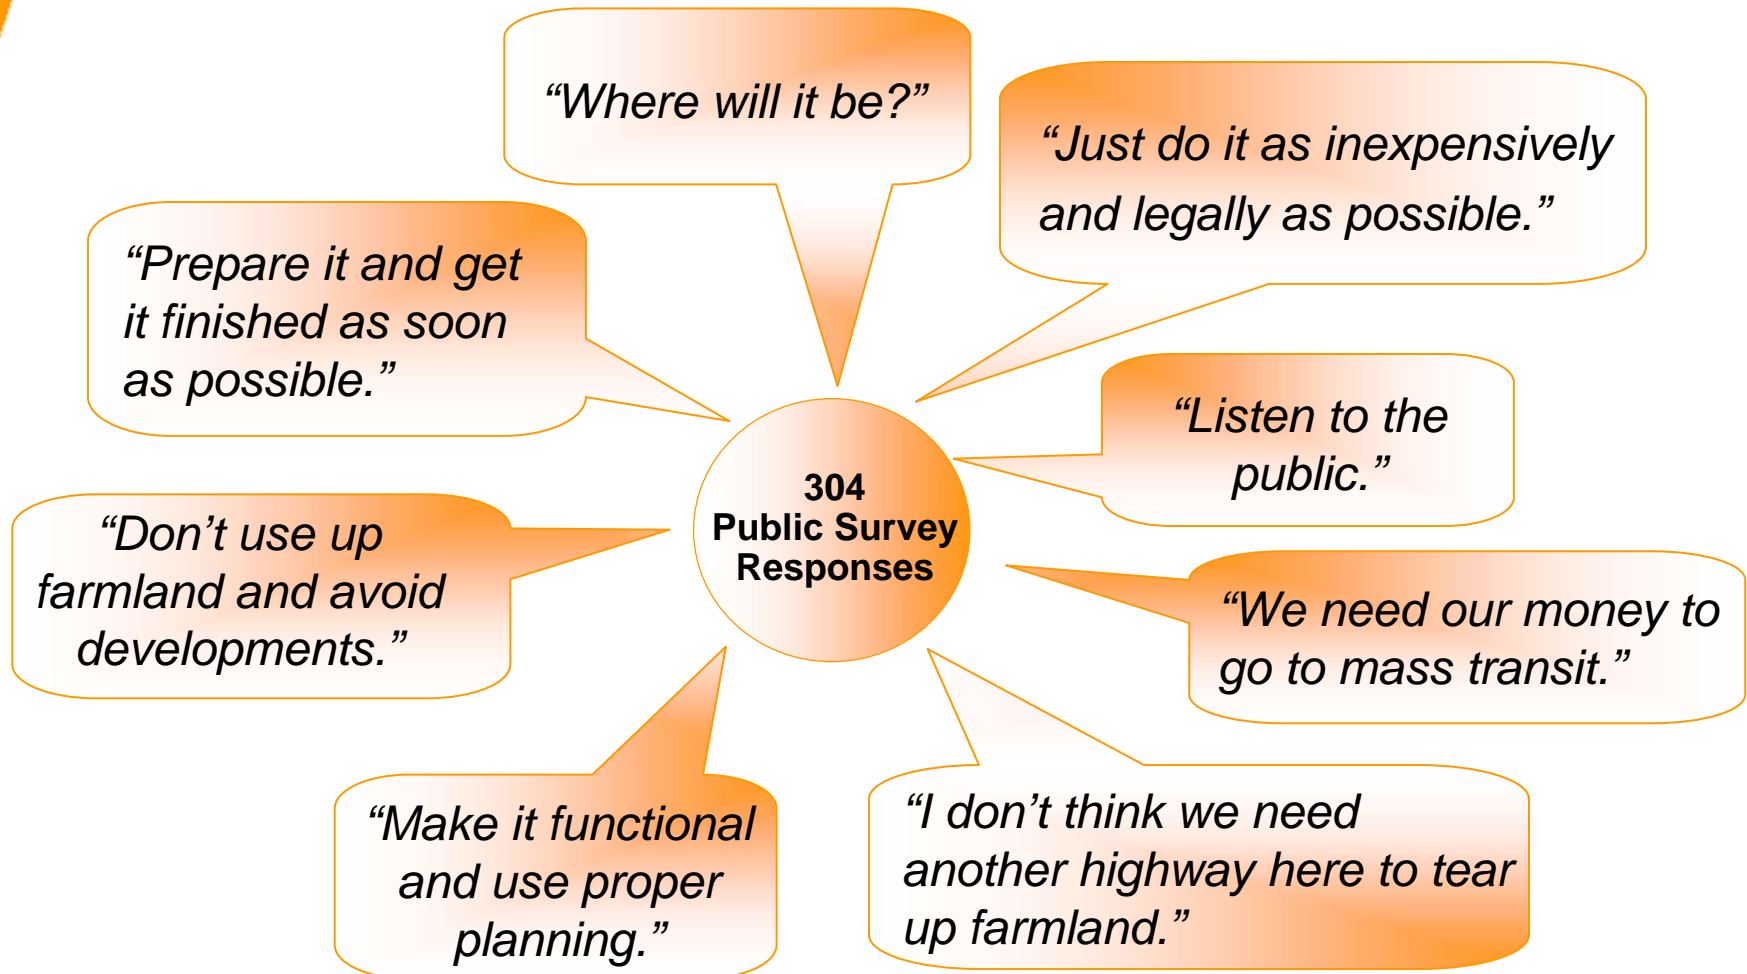 “Where will it be?”
“Just do it as inexpensively
and legally as possible.”
“Prepare it and get
it finished as soon
as possible.”
“Listen to the
public.”
304
Public Survey
Responses
“Don’t use up
farmland and avoid
developments.”
“We need our money to
go to mass transit.”
“Make it functional
and use proper
planning.”
“I don’t think we need
another highway here to tear
up farmland.”